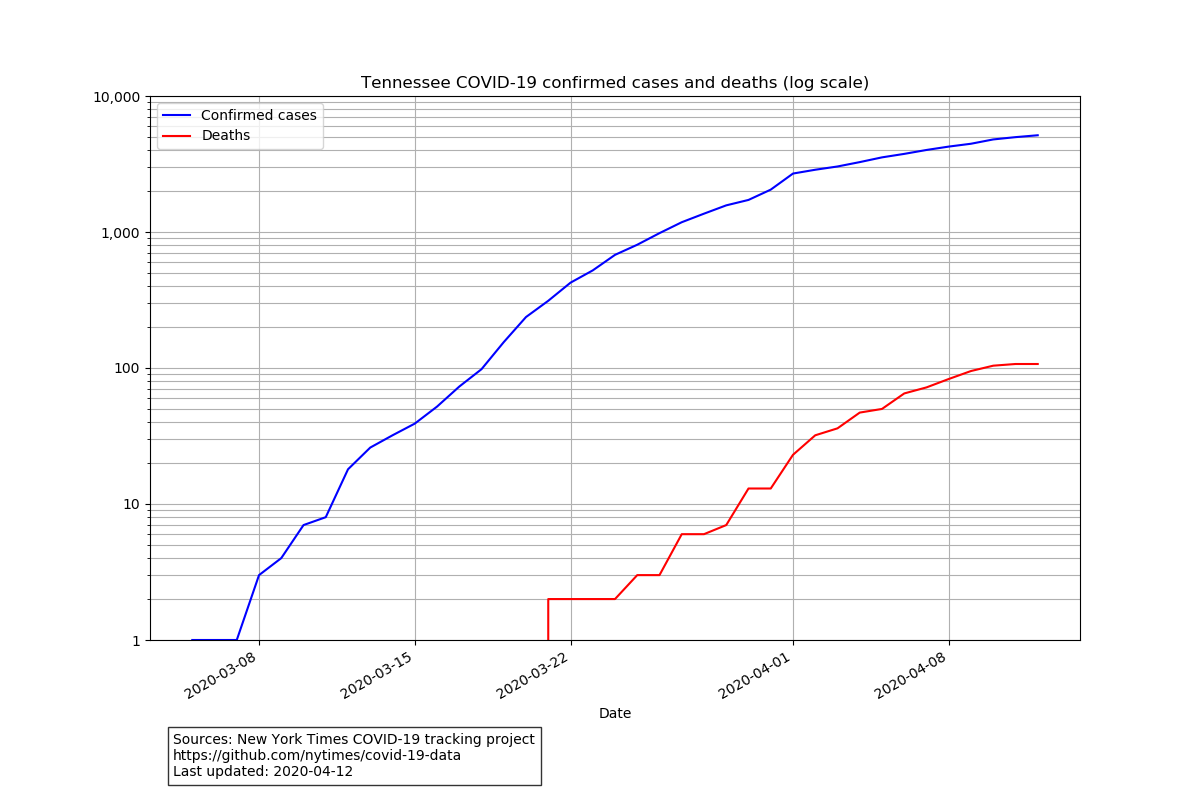 Tennessee COVID-19 confirmed cases and deaths (log scale)
10,000
1,000
100
10
1
Confirmed cases
Deaths
2020-03-08
2020-03-15
2020-03-22
2020-04-01
2020-04-08
Date
Sources: New York Times COVID-19 tracking project
https://github.com/nytimes/covid-19-data
Last updated: 2020-04-12